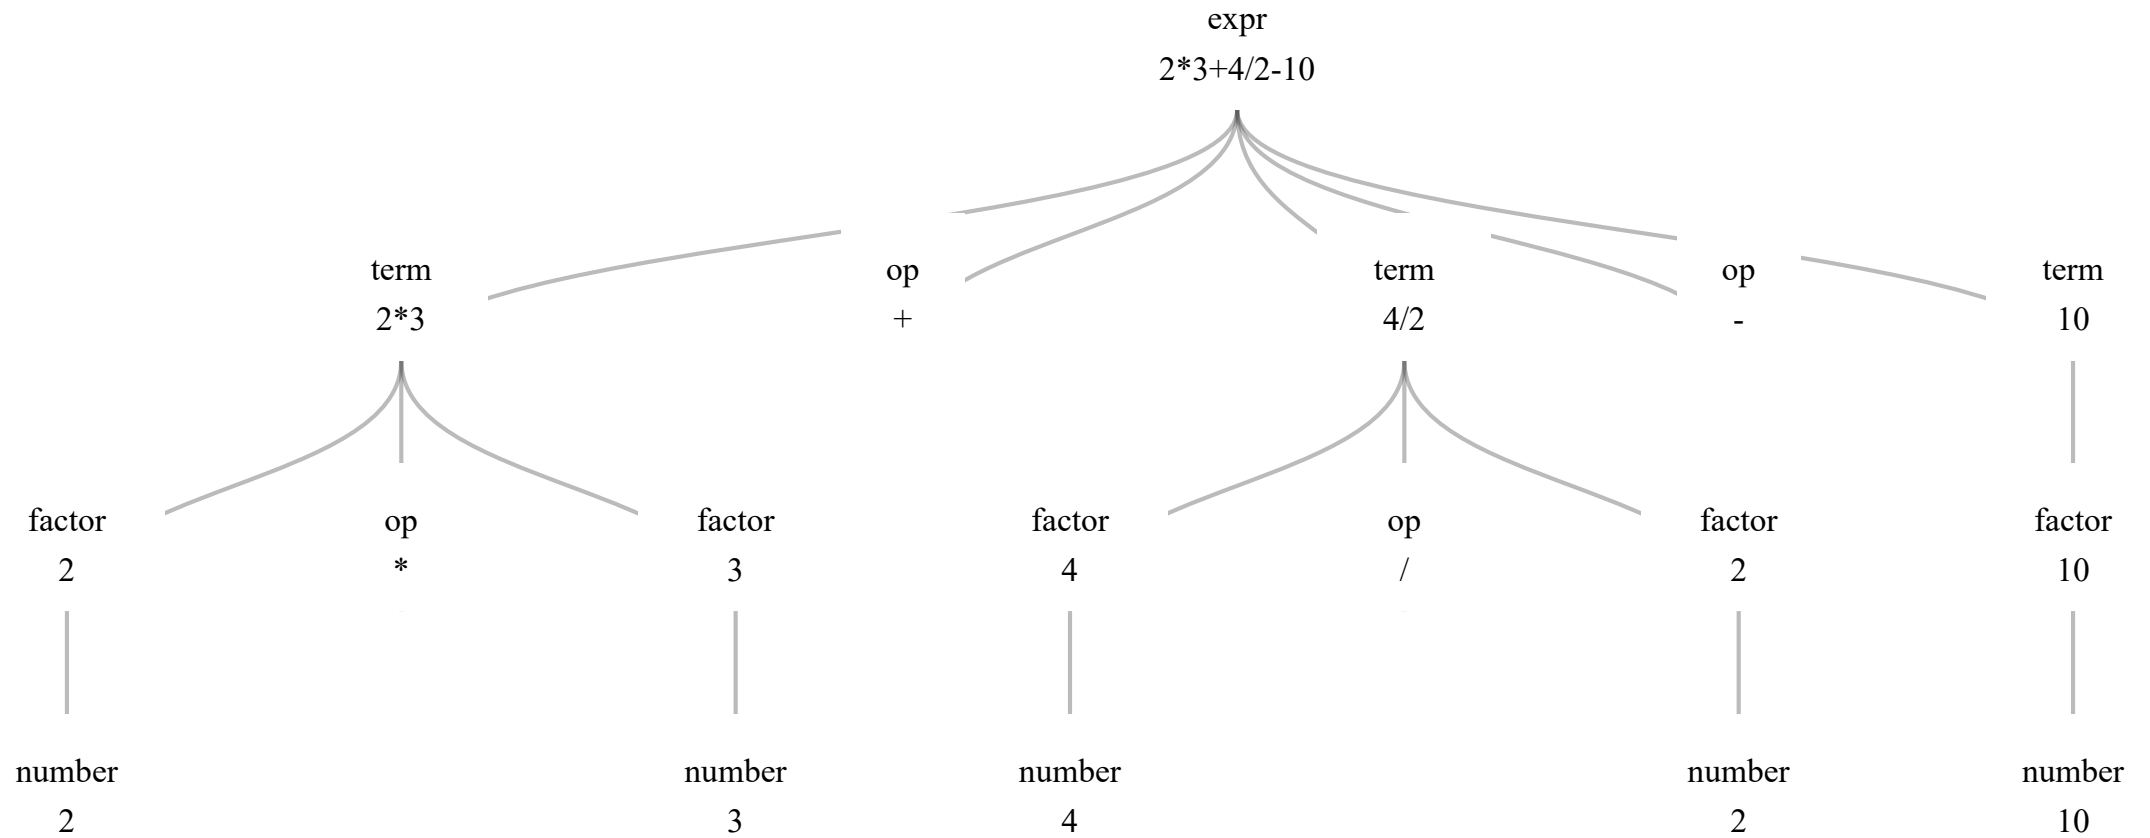 expr
2*3+4/2-10
term op term op term
2*3 + 4/2 - 10
factor op factor factor op factor factor
2 * 3 4 / 2 10
number number number number number
2 3 4 2 10